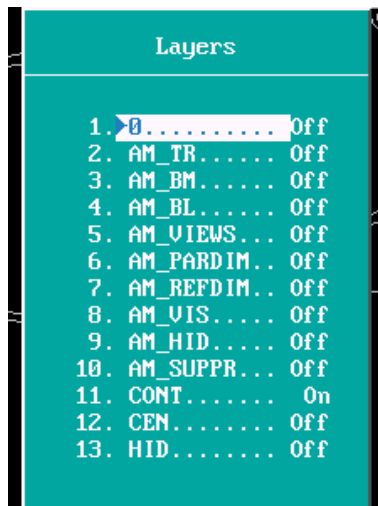 Layers
1. 0.......... Off
2. AM_TR...... Off
3. AM_BM...... Off
4. AM_BL...... Off
5. AM_VIEWS... Off
6. AM_PARDIM.. Off
7. AM_REFDIM.. Off
8. AM_VIS..... Off
9. AM_HID..... Off
10. AM_SUPPR... Off
11. CONT....... On
12. CEN........ Off
13. HID........ Off